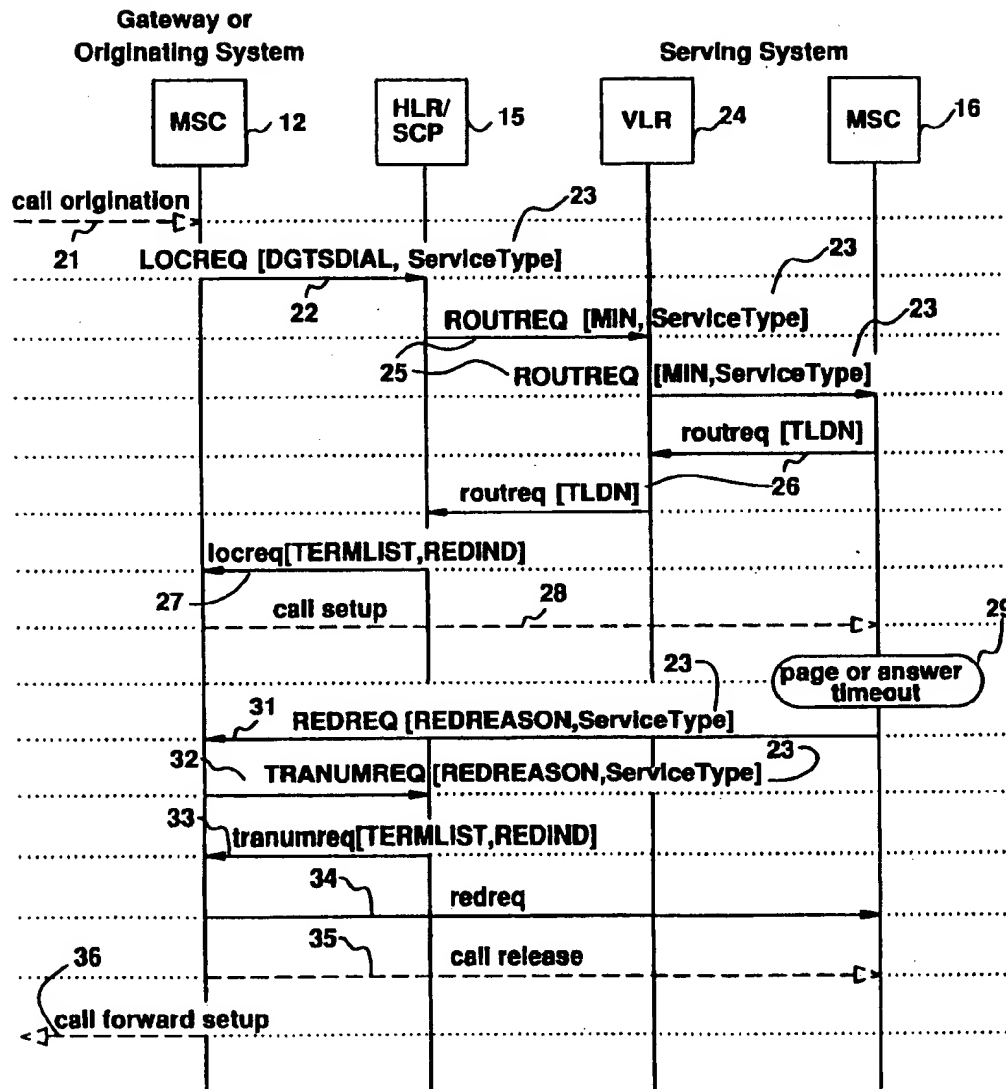 Gateway or
Originating System
Serving System
MSC
12
HLR/
SCP
15
VLR
24
MSC
16
call origination
23
21
LOCREQ [DGTSDIAL, ServiceType]
22
23
ROUTREQ [MIN, ServiceType]
23
25
ROUTREQ [MIN,ServiceType]
routreq [TLDN]
26
routreq [TLDN]
locreq[TERMLIST,REDIND]
27
call setup
28
29
page or answer
timeout
23
31
REDREQ [REDREASON,ServiceType]
23
32
TRANUMREQ [REDREASON,ServiceType]
33
tranumreq[TERMLIST,REDIND]
34
redreq
35
call release
36
call forward setup